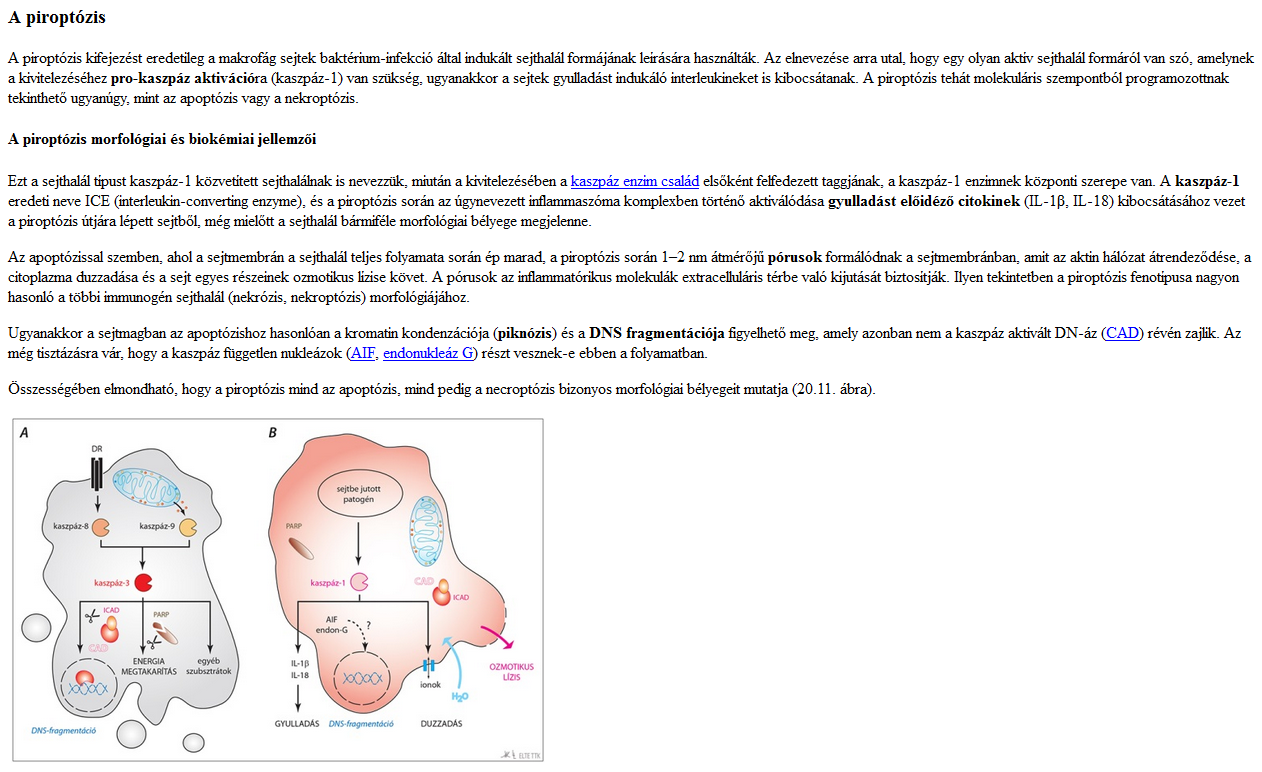 A piroptózis
A piroptózis kifejezést eredetileg a makrofág sejtek baktérium-infekció által indukált sejthalál formájának leírására használták. Az elnevezése arra utal, hogy egy olyan aktív sejthalál formáról van szó, amelynek
a kivitelezéséhez pro-kaszpáz aktivációra (kaszpáz-1) van szükség, ugyanakkor a sejtek gyulladást indukáló interleukineket is kibocsátanak. A piroptózis tehát molekuláris szempontból programozottnak
tekinthető ugyanúgy, mint az apoptózis vagy a nekroptózis.
A piroptózis morfológiai és biokémiai jellemzői
Ezt a sejthalál típust kaszpáz-1 közvetített sejthalálnak is nevezzük, miután a kivitelezésében a kaszpáz enzim család elsőként felfedezett taggjának, a kaszpáz-1 enzimnek központi szerepe van. A kaszpáz-1
eredeti neve ICE (interleukin-converting enzyme), és a piroptózis során az úgynevezett inflammaszóma komplexben történő aktiválódása gyulladást előidéző citokinek (IL-1β, IL-18) kibocsátásához vezet
a piroptózis útjára lépett sejtből, még mielőtt a sejthalál bármiféle morfológiai bélyege megjelenne.
Az apoptózissal szemben, ahol a sejtmembrán a sejthalál teljes folyamata során ép marad, a piroptózis során 1–2 nm átmérőjű pórusok formálódnak a sejtmembránban, amit az aktin hálózat átrendeződése, a
citoplazma duzzadása és a sejt egyes részeinek ozmotikus lízise követ. A pórusok az inflammatórikus molekulák extracelluláris térbe való kijutását biztosítják. Ilyen tekintetben a piroptózis fenotípusa nagyon
hasonló a többi immunogén sejthalál (nekrózis, nekroptózis) morfológiájához.
Ugyanakkor a sejtmagban az apoptózishoz hasonlóan a kromatin kondenzációja (piknózis) és a DNS fragmentációja figyelhető meg, amely azonban nem a kaszpáz aktivált DN-áz (CAD) révén zajlik. Az
még tisztázásra vár, hogy a kaszpáz független nukleázok (AIF, endonukleáz G) részt vesznek-e ebben a folyamatban.
Összességében elmondható, hogy a piroptózis mind az apoptózis, mind pedig a necroptózis bizonyos morfológiai bélyegeit mutatja (20.11. ábra).
A
DR
kaszpáz-8
kaszpáz-9
kaszpáz-3
ICAD
CAD
PARP
ENERGIA
MEGTAKARÍTÁS
egyéb
szubsztrátok
DNS-fragmentáció
B
sejtbe jutott
patogén
PARP
kaszpáz-1
CAD
ICAD
AIF
endon-G
?
IL-1β
IL-18
ionok
H₂O
OZMOTIKUS
LÍZIS
GYULLADÁS
DNS-fragmentáció
DUZZADÁS
ELTE TTK